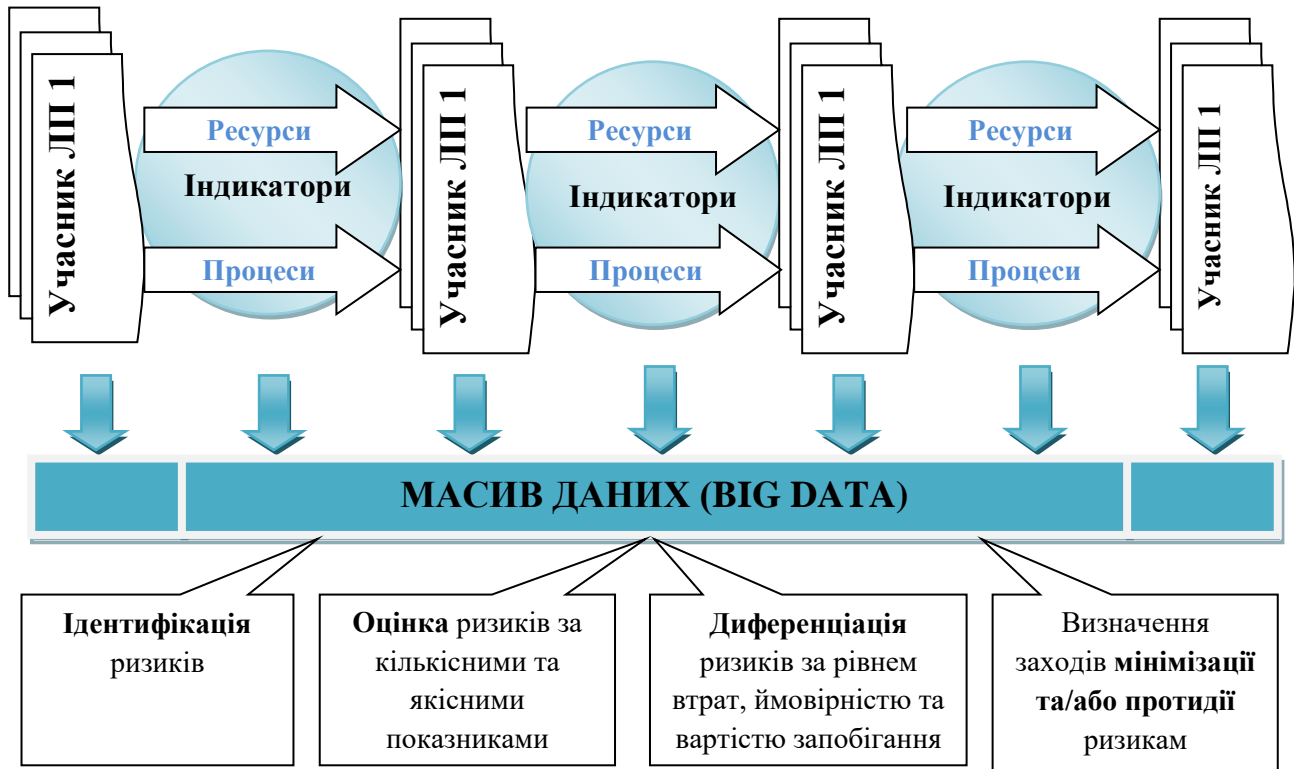 Учасник ЛП 1
Ресурси
Індикатори
Процеси
Учасник ЛП 1
Ресурси
Індикатори
Процеси
Учасник ЛП 1
Ресурси
Індикатори
Процеси
Учасник ЛП 1
МАСИВ ДАНИХ (BIG DATA)
Ідентифікація
ризиків
Оцінка ризиків за
кількісними та
якісними
показниками
Диференціація
ризиків за рівнем
втрат, ймовірністю та
вартістю запобігання
Визначення
заходів мінімізації
та/або протидії
ризикам